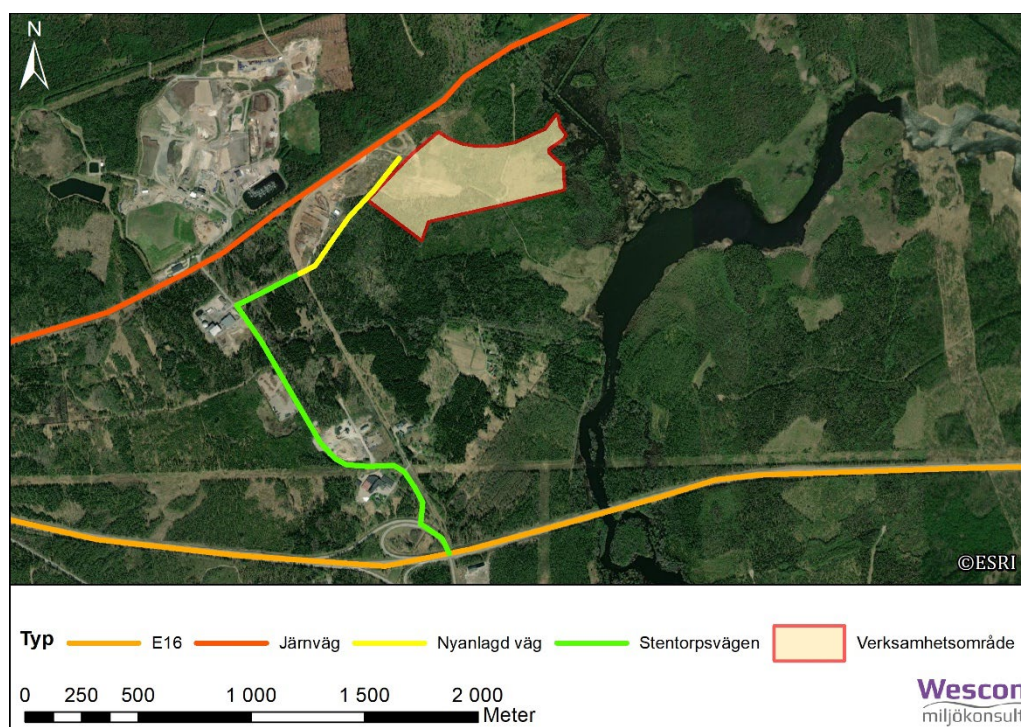 N
©ESRI
Typ E16 Järnväg Nyanlagd väg Stentorpsvägen Verksamhetsområde
0 250 500 1 000 1 500 2 000
Meter
Wescon
miljökonsult